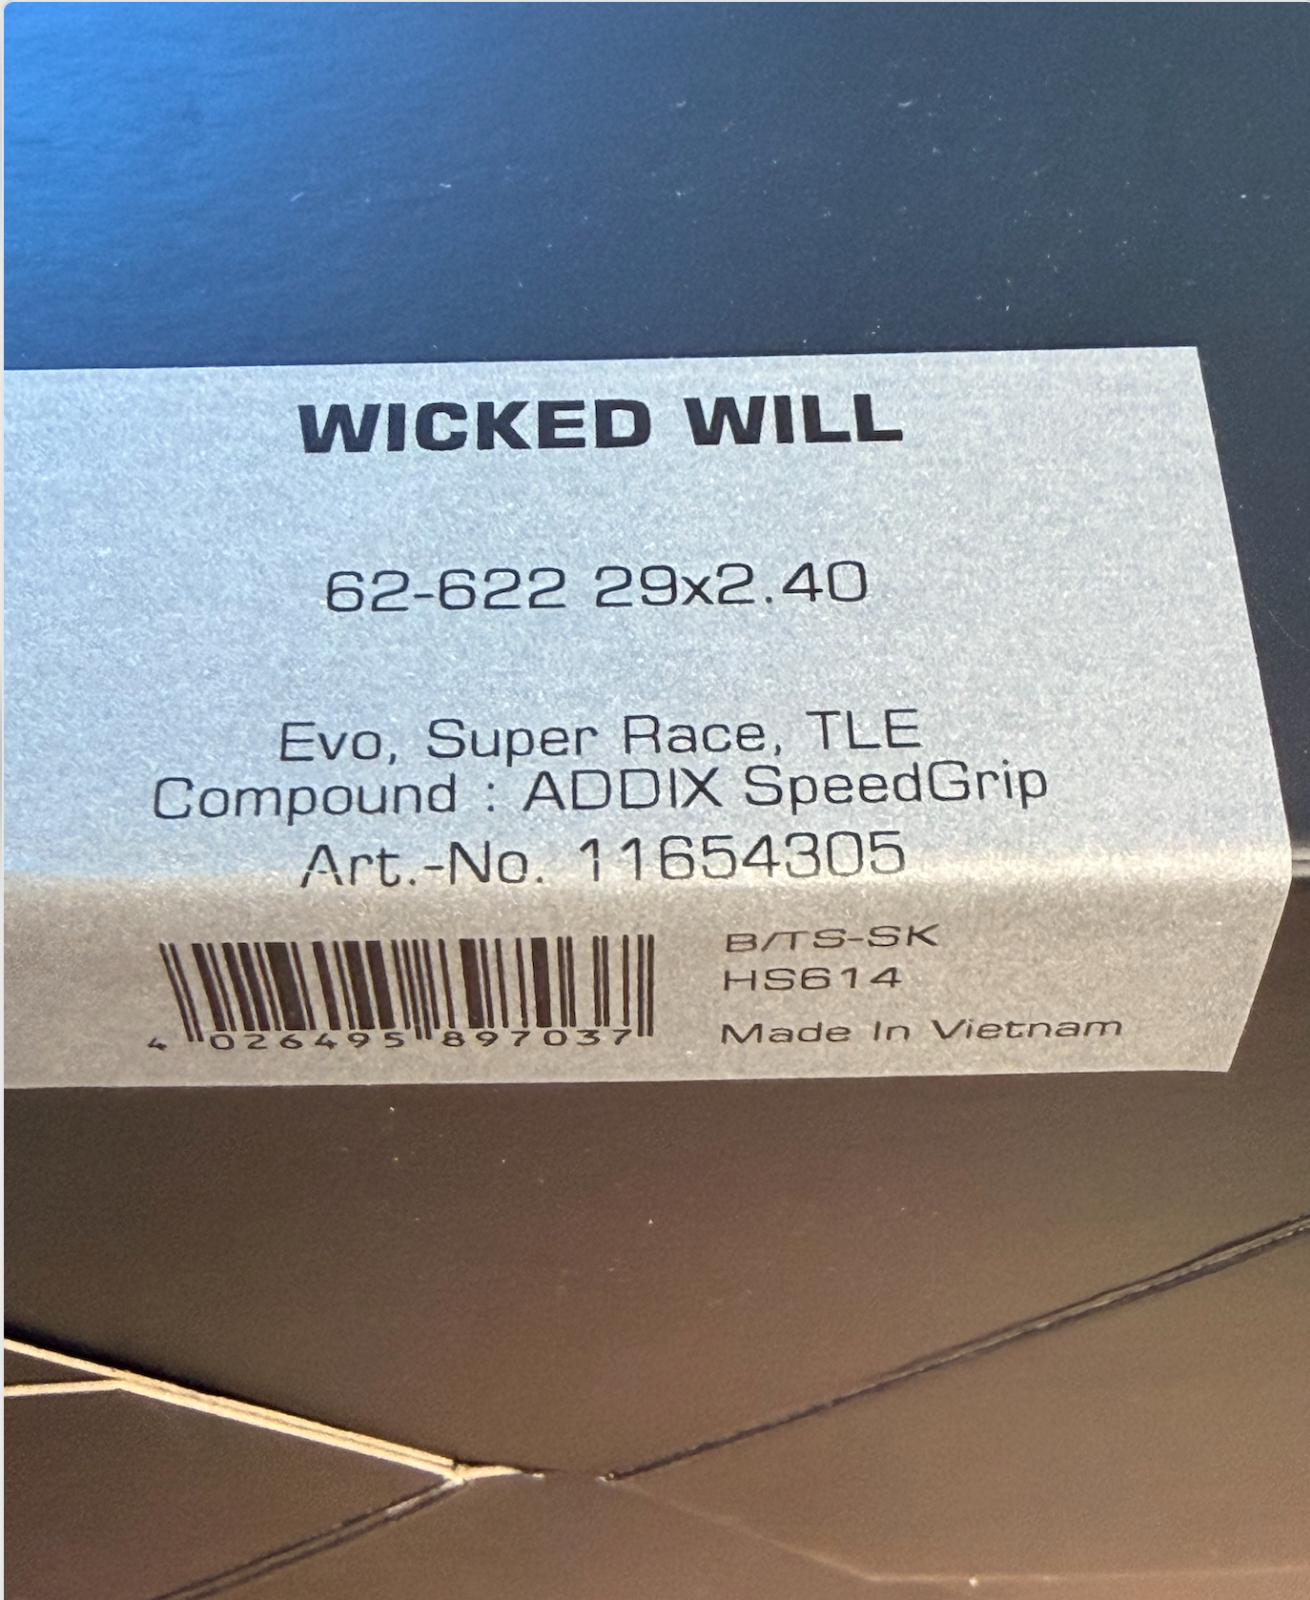 WICKED WILL
62-622 29x2.40
Evo, Super Race, TLE
Compound : ADDIX SpeedGrip
Art.-No. 11654305
4 026495 897037
B/TS-SK
HS614
Made In Vietnam